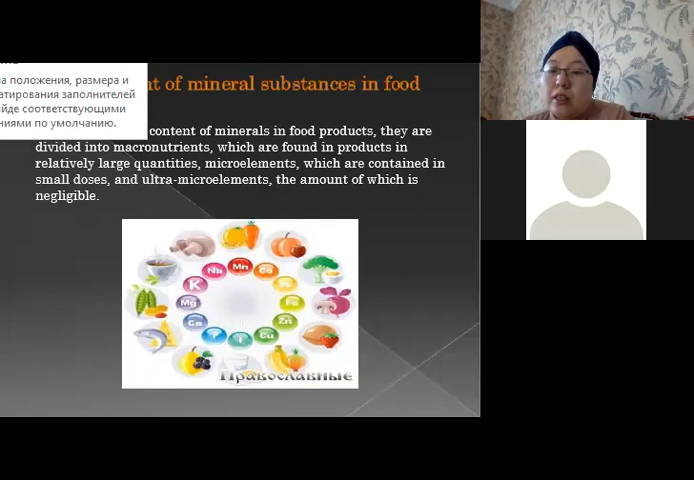 на положения, размера и
атирования заполнителей
айде соответствующими
ниями по умолчанию.
nt of mineral substances in food
content of minerals in food products, they are
divided into macronutrients, which are found in products in
relatively large quantities, microelements, which are contained in
small doses, and ultra-microelements, the amount of which is
negligible.
Na
Mn
K
Mg
Fe
Zn
Cu
Православные